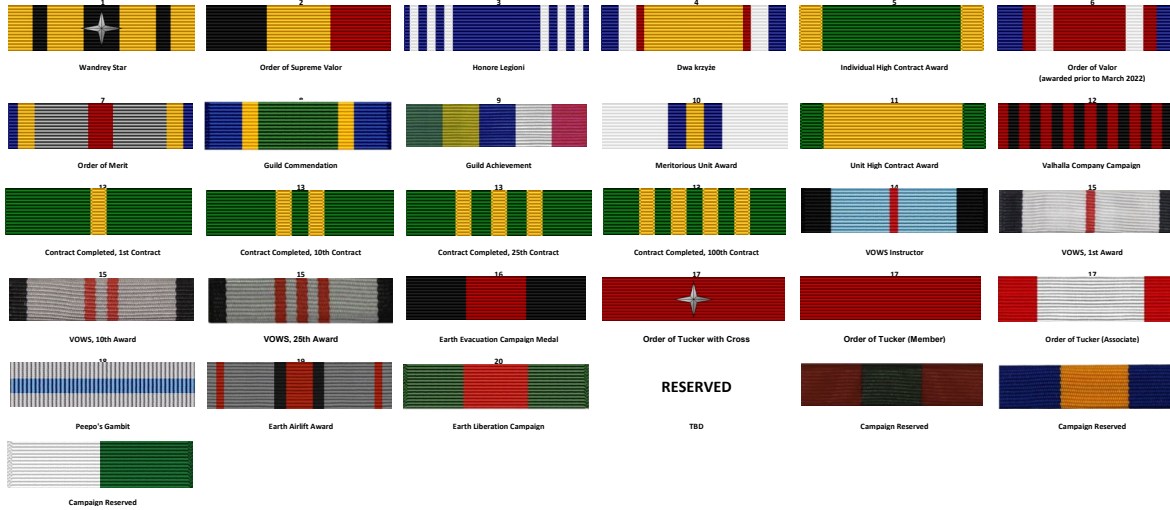 1 2 3 4 5 6
Wandrey Star Order of Supreme Valor Honore Legioni Dwa krzyże Individual High Contract Award Order of Valor
(awarded prior to March 2022)
7 9 10 11 12
Order of Merit Guild Commendation Guild Achievement Meritorious Unit Award Unit High Contract Award Valhalla Company Campaign
13 13 13 13 14 15
Contract Completed, 1st Contract Contract Completed, 10th Contract Contract Completed, 25th Contract Contract Completed, 100th Contract VOWS Instructor VOWS, 1st Award
15 15 16 17 17 17
VOWS, 10th Award VOWS, 25th Award Earth Evacuation Campaign Medal Order of Tucker with Cross Order of Tucker (Member) Order of Tucker (Associate)
18 19 20
RESERVED
Peepo's Gambit Earth Airlift Award Earth Liberation Campaign TBD Campaign Reserved Campaign Reserved
Campaign Reserved